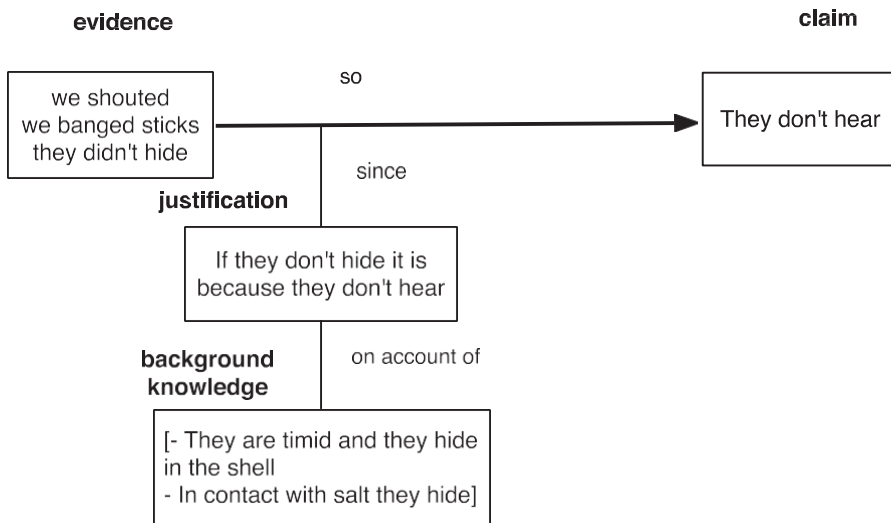 evidence
claim
so
we shouted
we banged sticks
they didn't hide
They don't hear
since
justification
If they don't hide it is
because they don't hear
on account of
background
knowledge
[- They are timid and they hide
in the shell
- In contact with salt they hide]